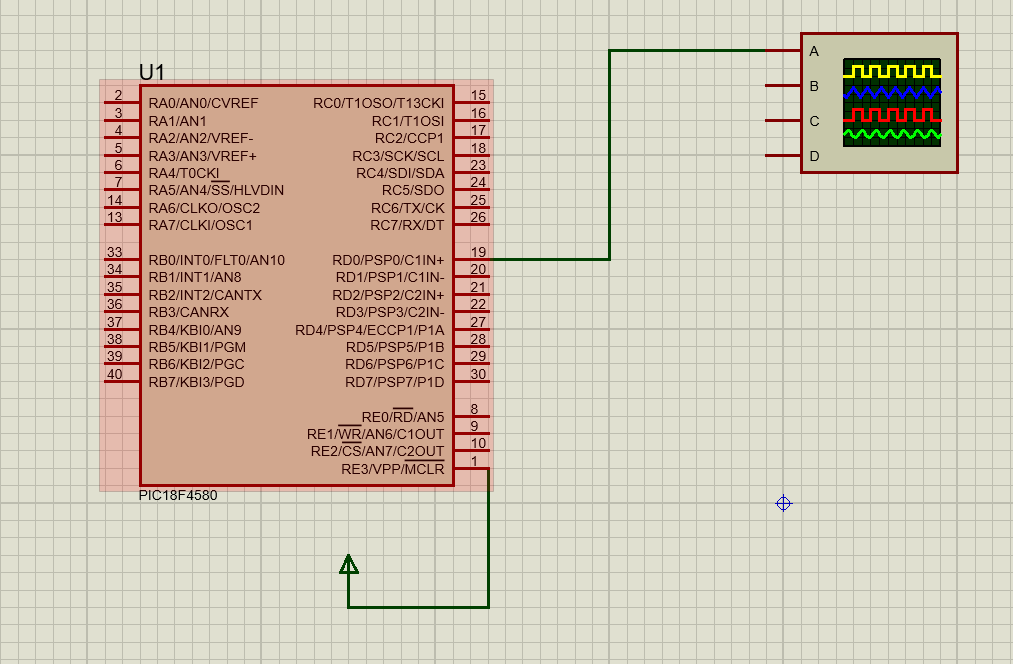 U1
2 RA0/AN0/CVREF RC0/T1OSO/T13CKI 15
3 RA1/AN1 RC1/T1OSI 16
4 RA2/AN2/VREF- RC2/CCP1 17
5 RA3/AN3/VREF+ RC3/SCK/SCL 18
6 RA4/T0CKI RC4/SDI/SDA 23
7 RA5/AN4/SS/HLVDIN RC5/SDO 24
14 RA6/CLKO/OSC2 RC6/TX/CK 25
13 RA7/CLKI/OSC1 RC7/RX/DT 26
33 RB0/INT0/FLT0/AN10 RD0/PSP0/C1IN+ 19
34 RB1/INT1/AN8 RD1/PSP1/C1IN- 20
35 RB2/INT2/CANTX RD2/PSP2/C2IN+ 21
36 RB3/CANRX RD3/PSP3/C2IN- 22
37 RB4/KBI0/AN9 RD4/PSP4/ECCP1/P1A 27
38 RB5/KBI1/PGM RD5/PSP5/P1B 28
39 RB6/KBI2/PGC RD6/PSP6/P1C 29
40 RB7/KBI3/PGD RD7/PSP7/P1D 30
RE0/RD/AN5 8
RE1/WR/AN6/C1OUT 9
RE2/CS/AN7/C2OUT 10
RE3/VPP/MCLR 1
PIC18F4580
A
B
C
D